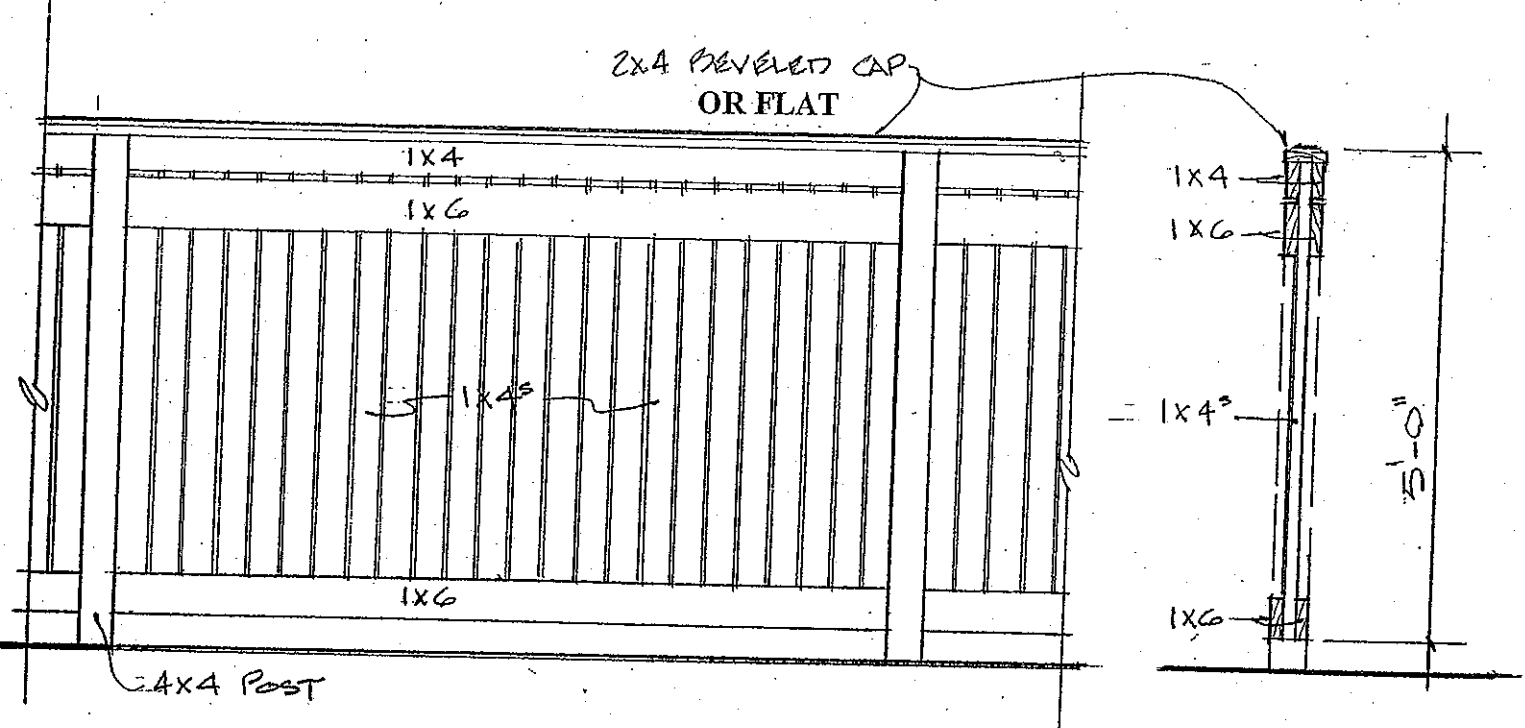 2x4 BEVELED CAP
OR FLAT
1x4
1x6
1x4s
1x6
4x4 POST
1x4
1x6
1x4s
1x6
5'-0"